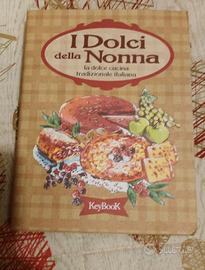 I Dolci
della Nonna
la dolce cucina
tradizionale italiana
KeyBooK